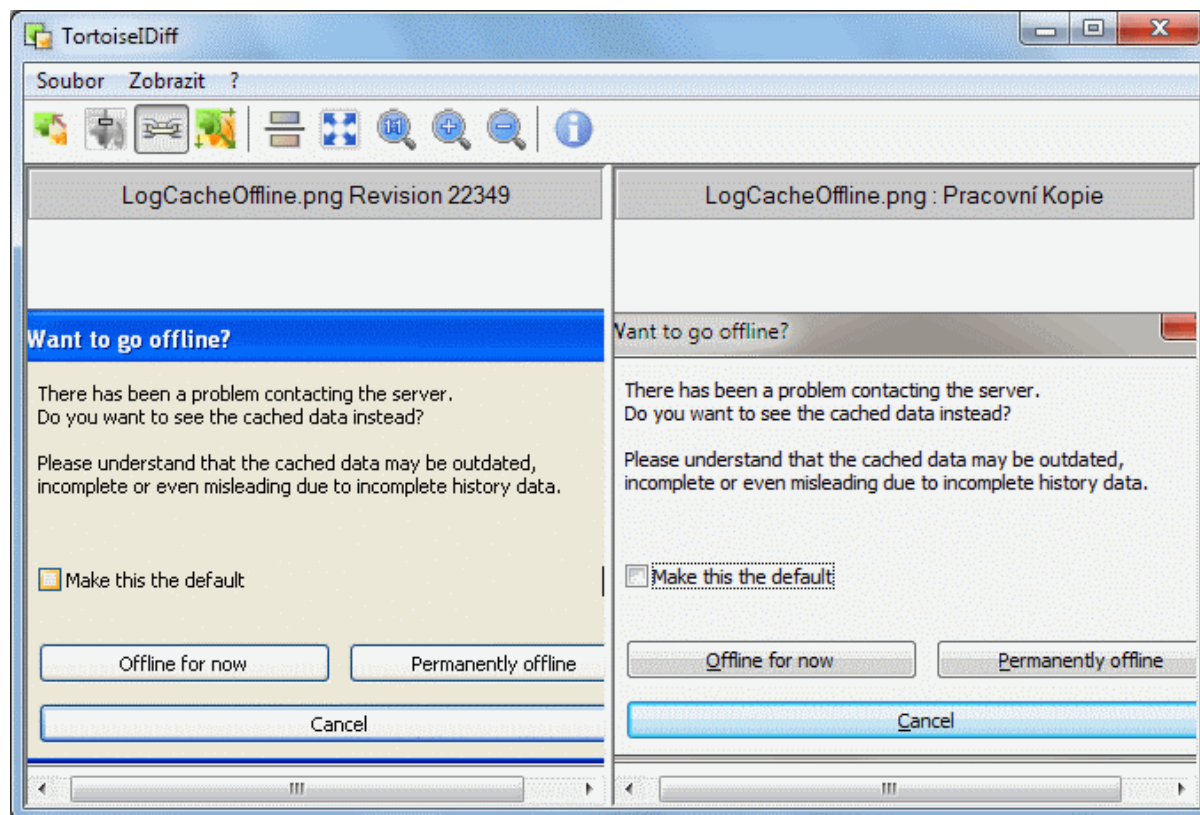 TortoiseIDiff
Soubor Zobrazit ?
1:1
LogCacheOffline.png Revision 22349
LogCacheOffline.png : Pracovní Kopie
Want to go offline?
There has been a problem contacting the server.
Do you want to see the cached data instead?
Please understand that the cached data may be outdated,
incomplete or even misleading due to incomplete history data.
Make this the default
Offline for now Permanently offline
Cancel
Want to go offline?
There has been a problem contacting the server.
Do you want to see the cached data instead?
Please understand that the cached data may be outdated,
incomplete or even misleading due to incomplete history data.
Make this the default
Offline for now Permanently offline
Cancel